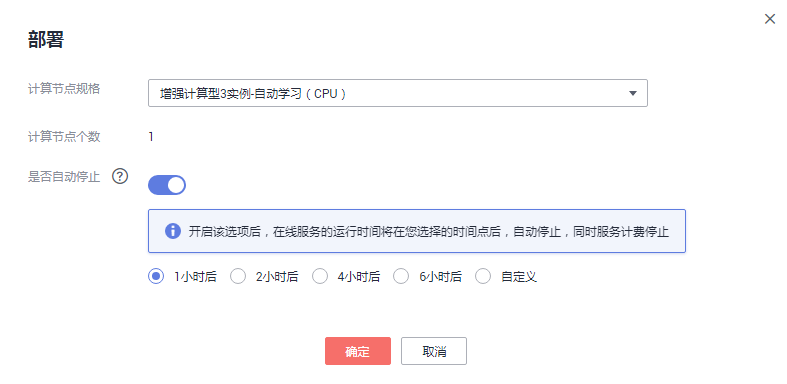 部署
计算节点规格 增强计算型3实例-自动学习（CPU）
计算节点个数 1
是否自动停止 ?
开启该选项后，在线服务的运行时间将在您选择的时间点后，自动停止，同时服务计费停止
1小时后 2小时后 4小时后 6小时后 自定义
确定 取消